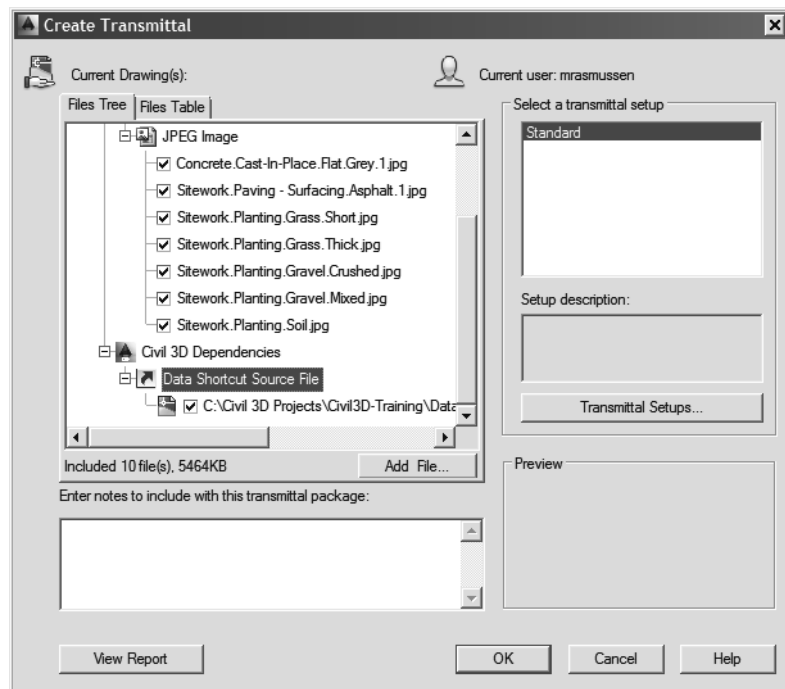 Create Transmittal
Current Drawing(s):
Current user: mrasmussen
Files Tree
Files Table
JPEG Image
Concrete.Cast-In-Place.Flat.Grey.1.jpg
Sitework.Paving - Surfacing.Asphalt.1.jpg
Sitework.Planting.Grass.Short.jpg
Sitework.Planting.Grass.Thick.jpg
Sitework.Planting.Gravel.Crushed.jpg
Sitework.Planting.Gravel.Mixed.jpg
Sitework.Planting.Soil.jpg
Civil 3D Dependencies
Data Shortcut Source File
C:\Civil 3D Projects\Civil3D-Training\Data
Included 10 file(s), 5464KB
Add File...
Enter notes to include with this transmittal package:
Select a transmittal setup
Standard
Setup description:
Transmittal Setups...
Preview
View Report
OK
Cancel
Help